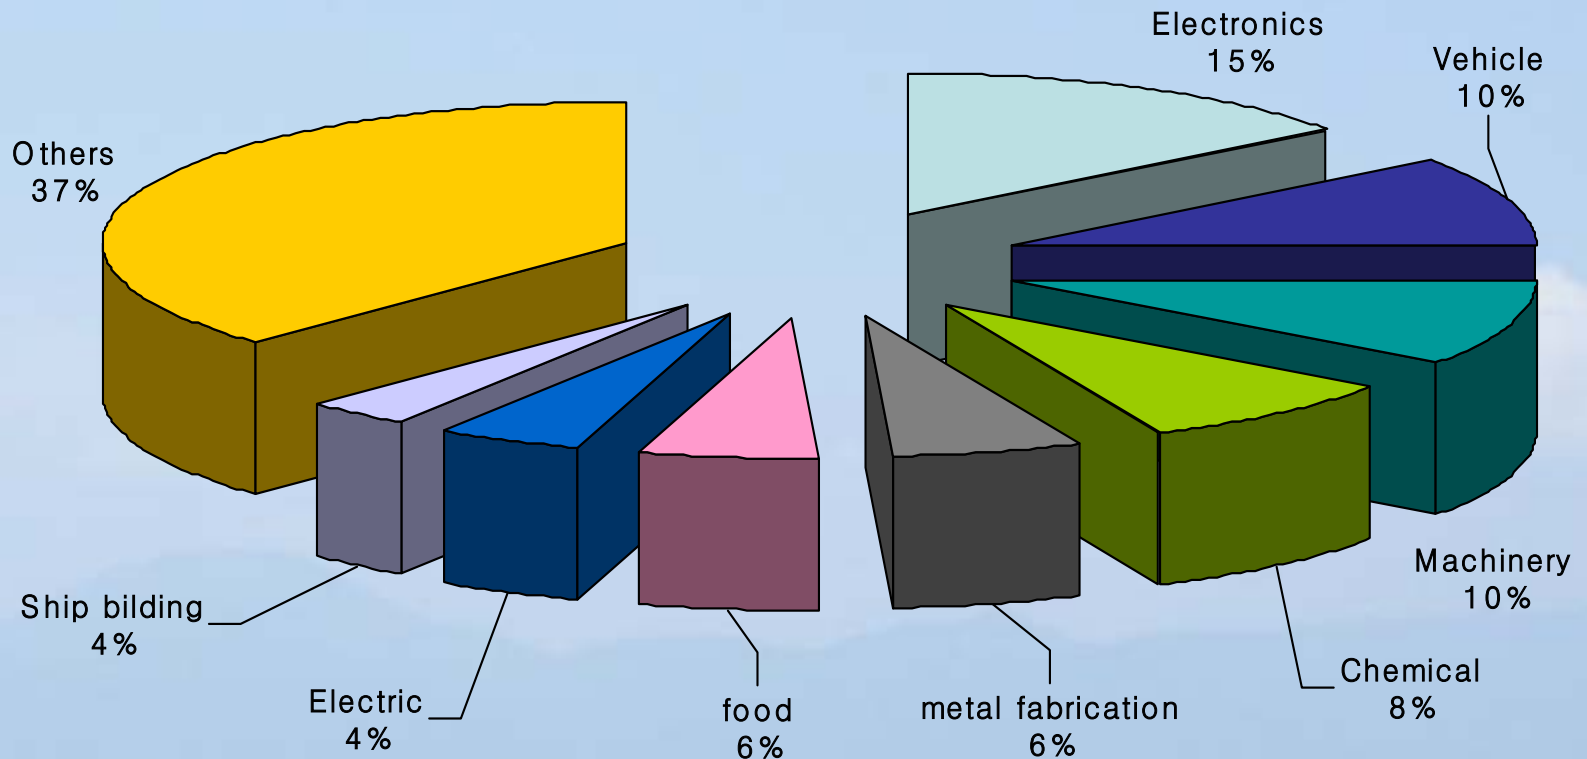 Electronics
15%
Vehicle
10%
Others
37%
Machinery
10%
Ship bilding
4%
Chemical
8%
Electric
4%
food
6%
metal fabrication
6%